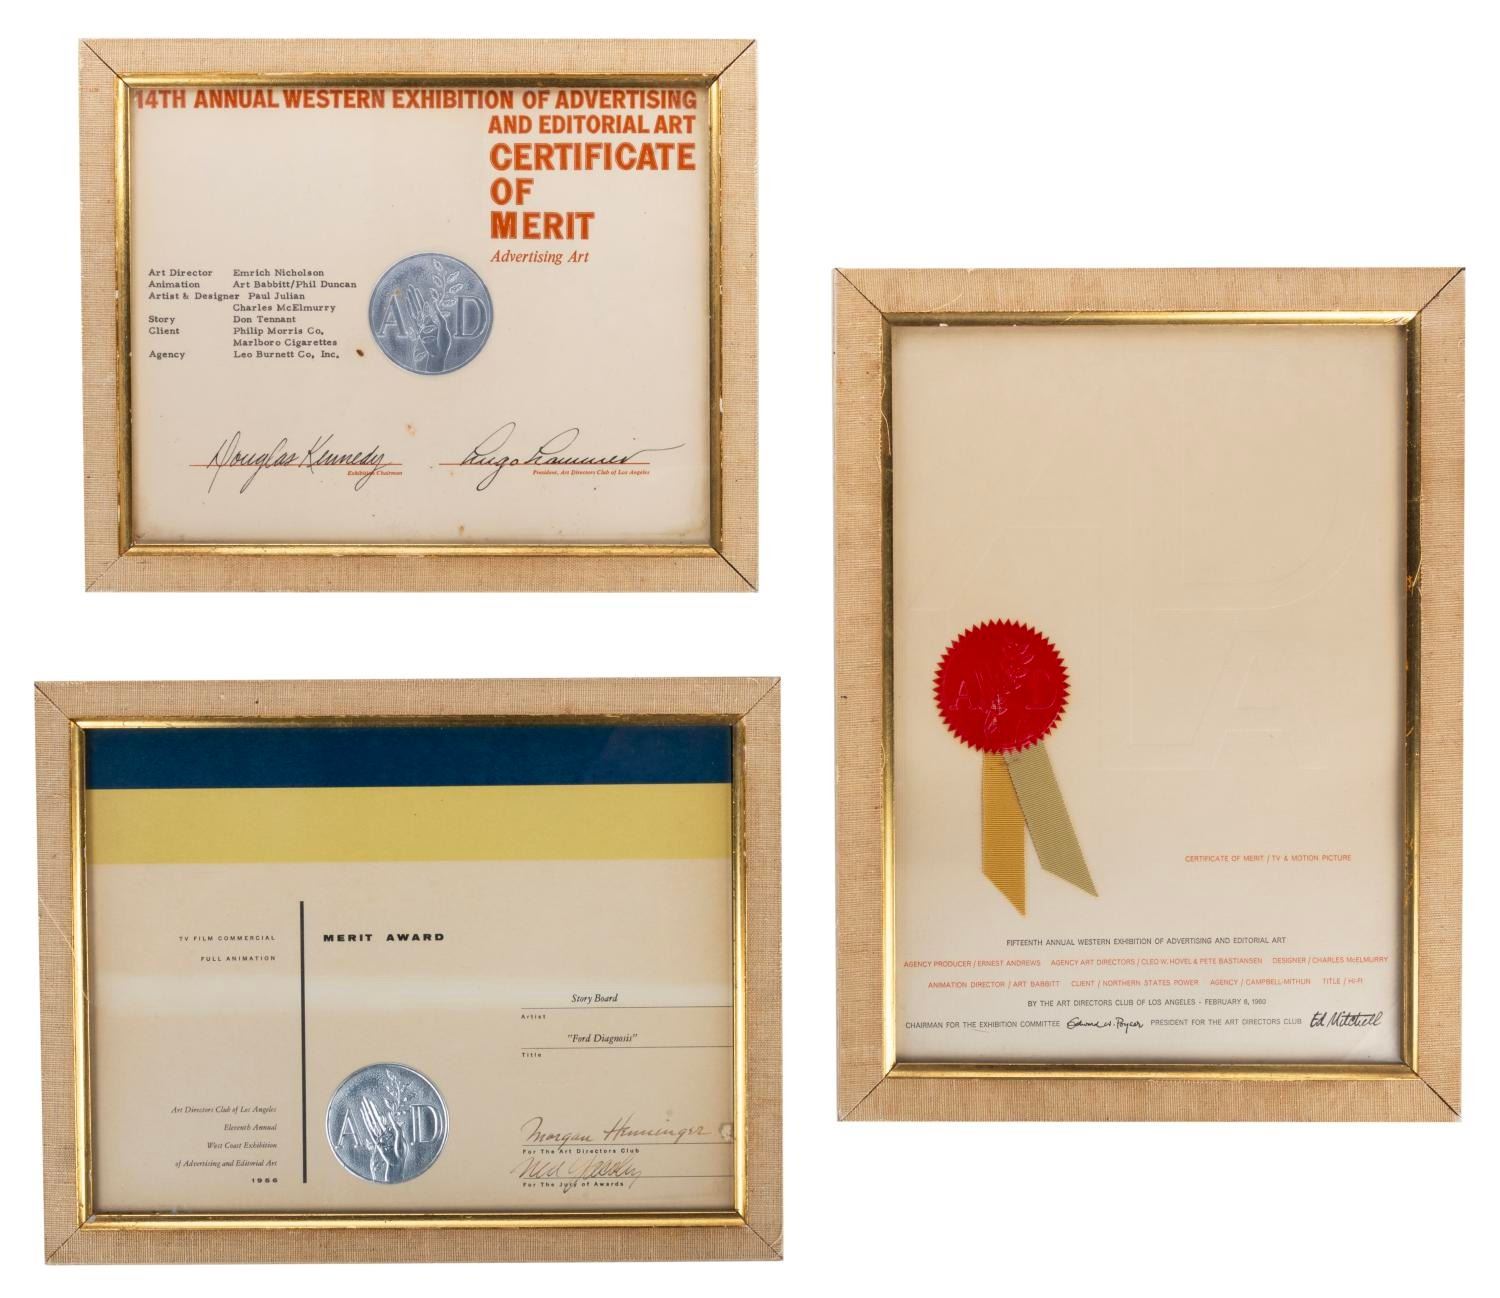 14TH ANNUAL WESTERN EXHIBITION OF ADVERTISING
AND EDITORIAL ART
CERTIFICATE
OF
MERIT
Advertising Art
Art Director Emrich Nicholson
Animation Art Babbitt/Phil Duncan
Artist & Designer Paul Julian
Charles McElmurry
Story Don Tennant
Client Philip Morris Co.
Marlboro Cigarettes
Agency Leo Burnett Co, Inc.
A D
Douglas Kennedy
Exhibition Chairman
President, Art Directors Club of Los Angeles
TV FILM COMMERCIAL
FULL ANIMATION
MERIT AWARD
Story Board
Artist
"Ford Diagnosis"
Title
Art Directors Club of Los Angeles
Eleventh Annual
West Coast Exhibition
of Advertising and Editorial Art
1956
A D
Morgan Henninger
For The Art Directors Club
For The Jury of Awards
A D
CERTIFICATE OF MERIT / TV & MOTION PICTURE
FIFTEENTH ANNUAL WESTERN EXHIBITION OF ADVERTISING AND EDITORIAL ART
AGENCY PRODUCER / ERNEST ANDREWS AGENCY ART DIRECTORS / CLEO W. HOVEL & PETE BASTIANSEN DESIGNER / CHARLES McELMURRY
ANIMATION DIRECTOR / ART BABBITT CLIENT / NORTHERN STATES POWER AGENCY / CAMPBELL-MITHUN TITLE / HI-FI
BY THE ART DIRECTORS CLUB OF LOS ANGELES - FEBRUARY 6, 1960
CHAIRMAN FOR THE EXHIBITION COMMITTEE PRESIDENT FOR THE ART DIRECTORS CLUB Ed Mitchell